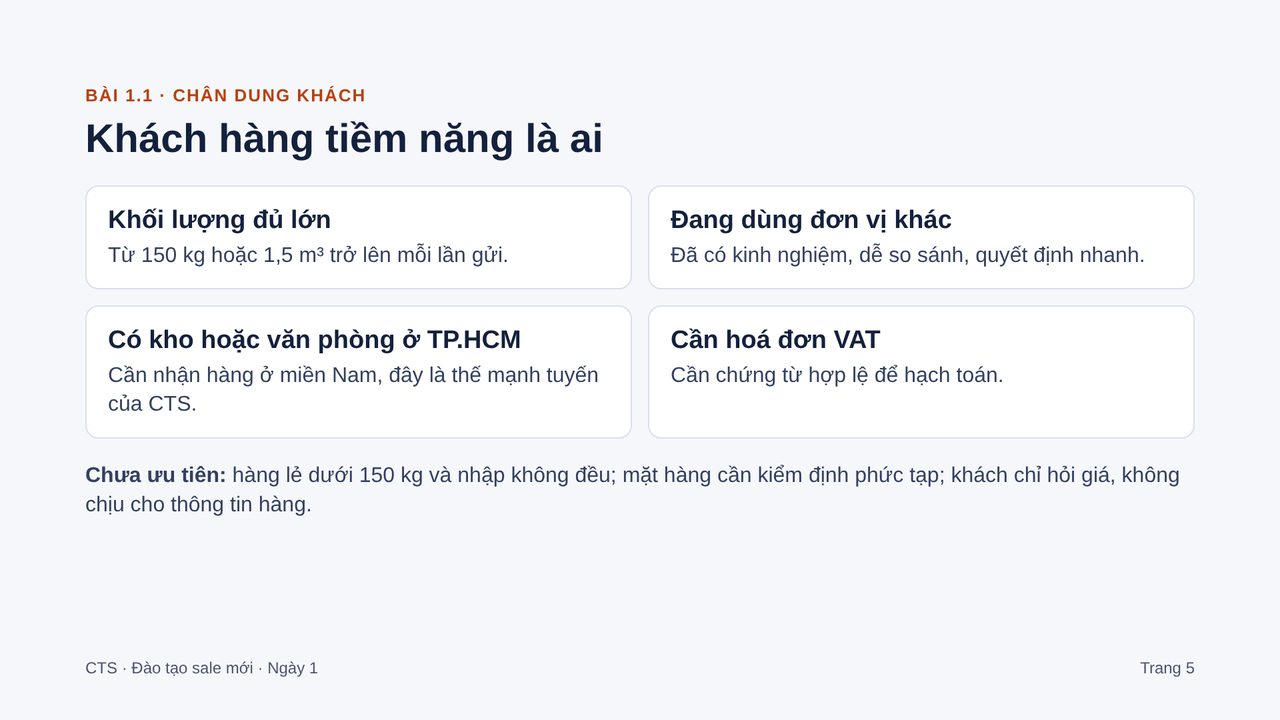 BÀI 1.1 · CHÂN DUNG KHÁCH
Khách hàng tiềm năng là ai
Khối lượng đủ lớn
Từ 150 kg hoặc 1,5 m³ trở lên mỗi lần gửi.
Đang dùng đơn vị khác
Đã có kinh nghiệm, dễ so sánh, quyết định nhanh.
Có kho hoặc văn phòng ở TP.HCM
Cần nhận hàng ở miền Nam, đây là thế mạnh tuyến
của CTS.
Cần hoá đơn VAT
Cần chứng từ hợp lệ để hạch toán.
Chưa ưu tiên: hàng lẻ dưới 150 kg và nhập không đều; mặt hàng cần kiểm định phức tạp; khách chỉ hỏi giá, không
chịu cho thông tin hàng.
CTS · Đào tạo sale mới · Ngày 1
Trang 5